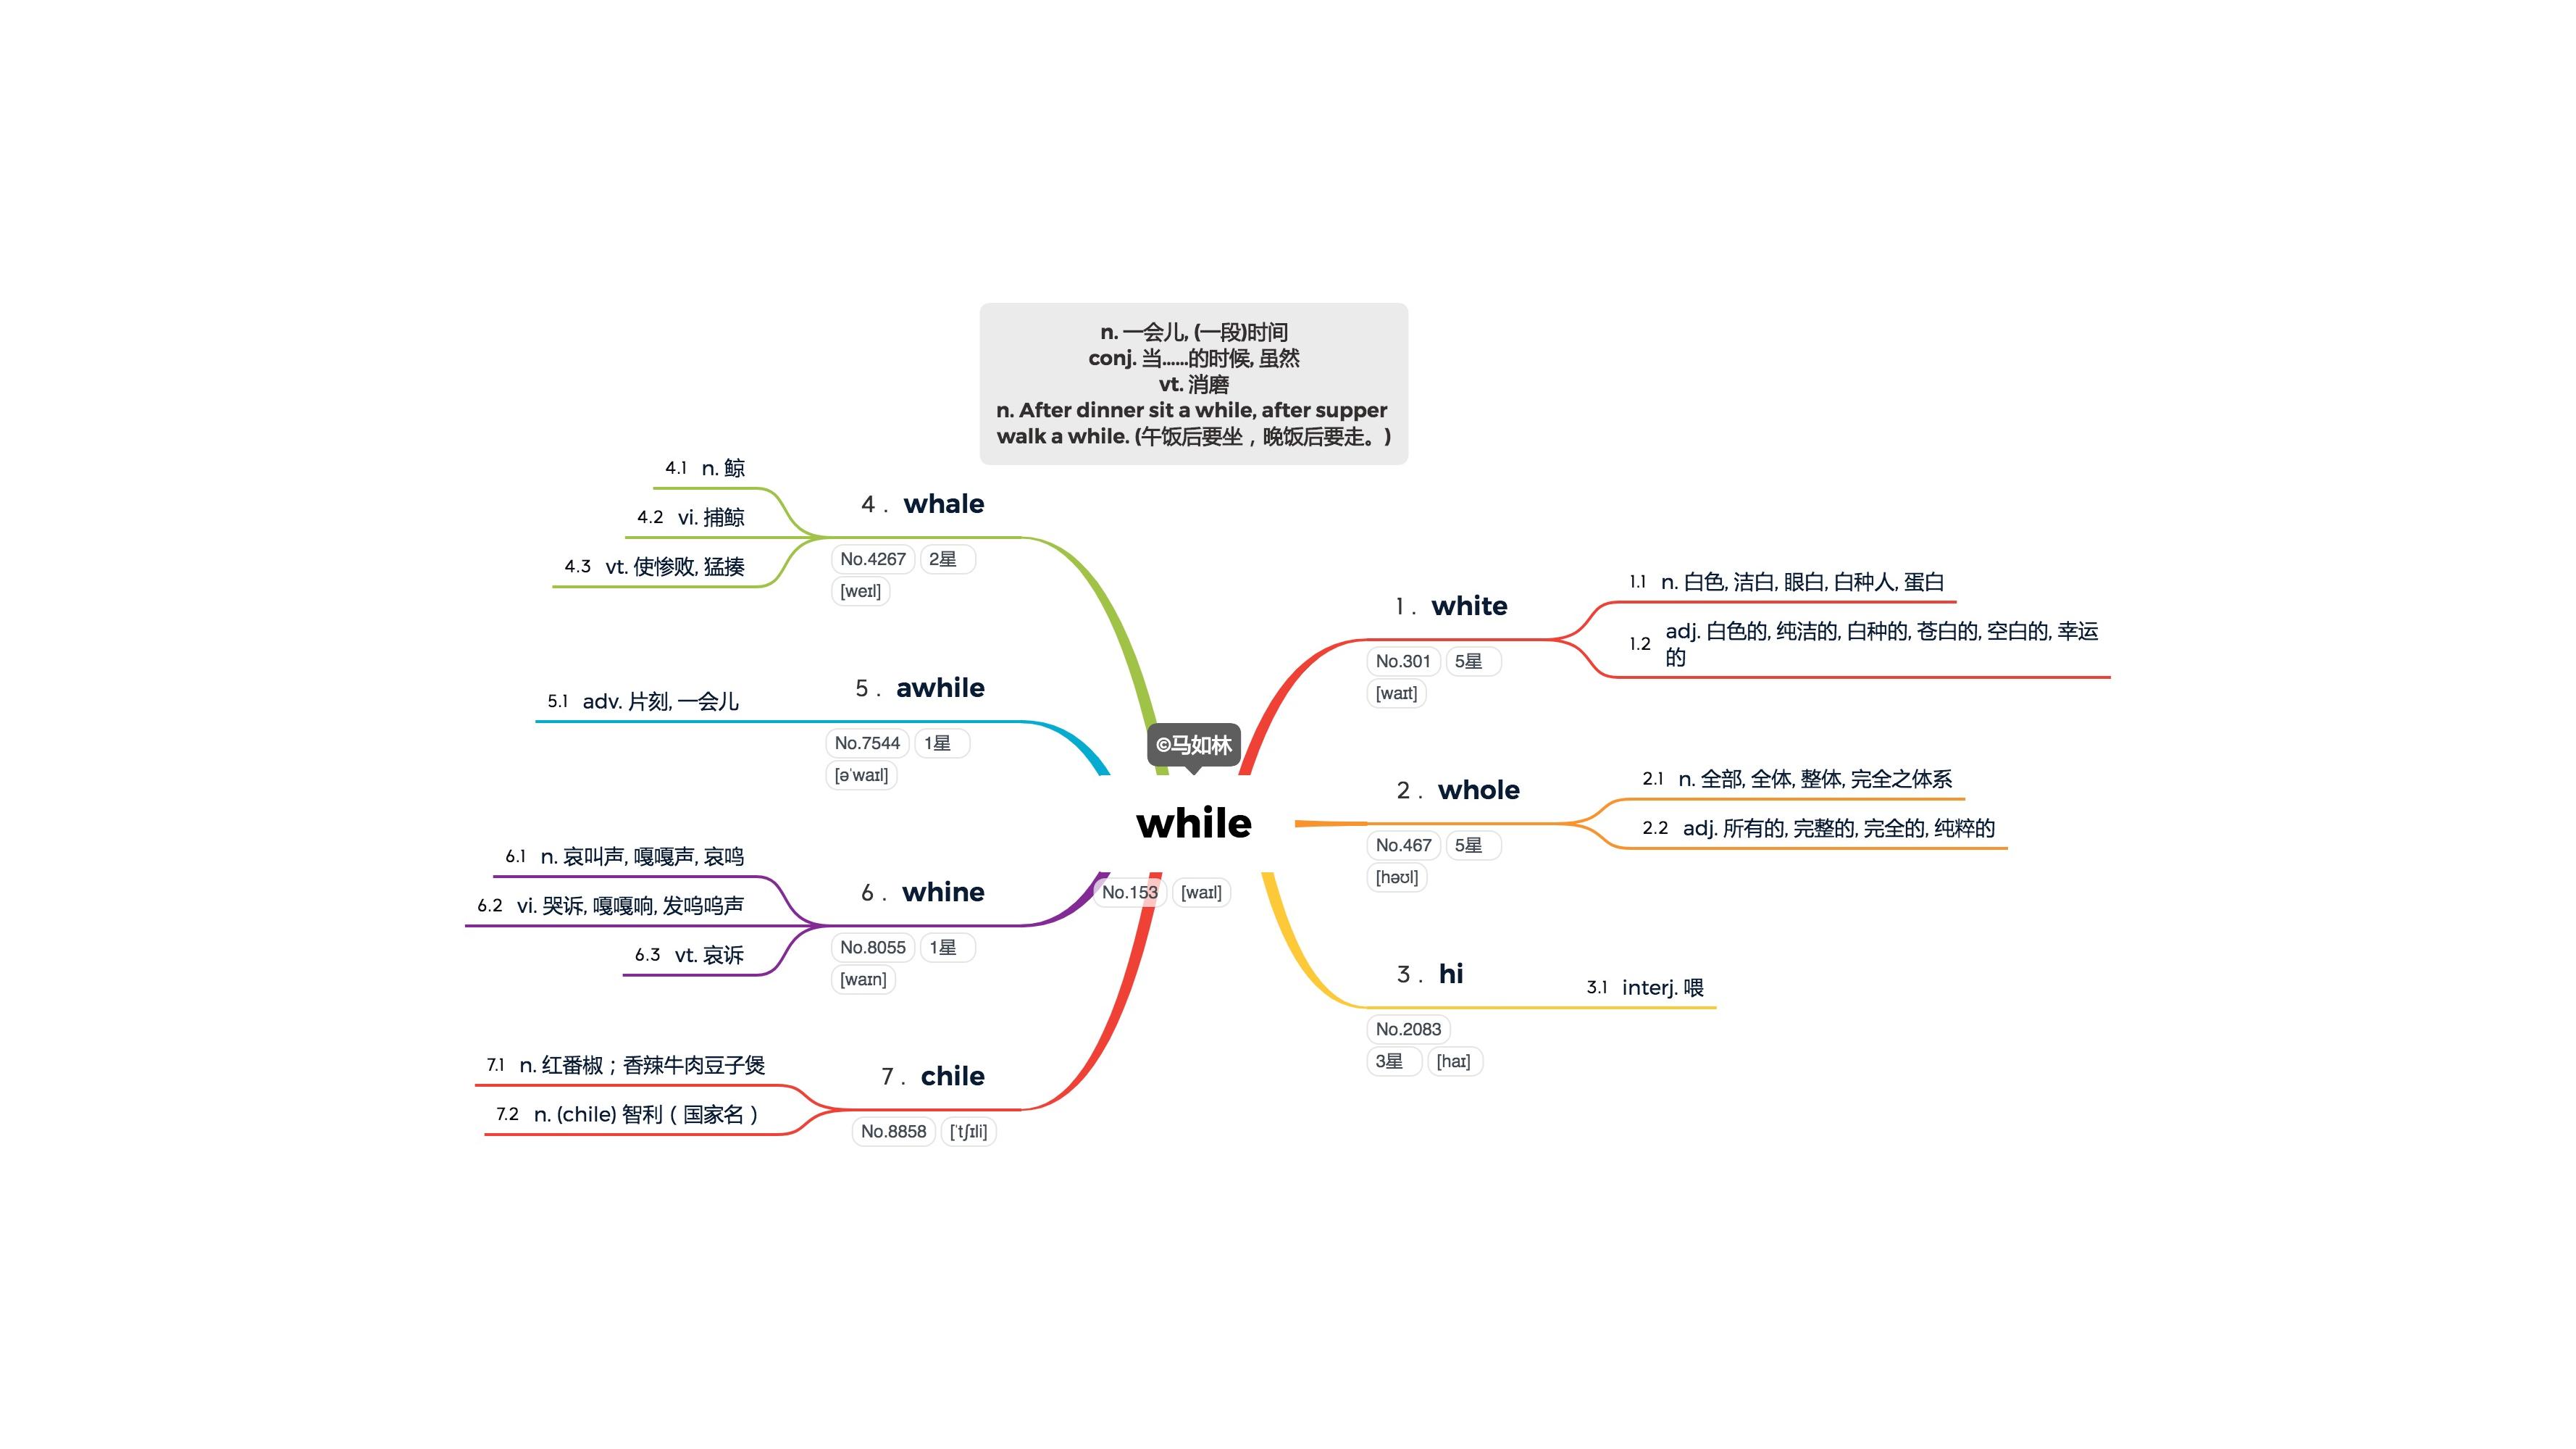 n. 一会儿, (一段)时间
conj. 当......的时候, 虽然
vt. 消磨
n. After dinner sit a while, after supper
walk a while. (午饭后要坐，晚饭后要走。)
©马如林
while
No.153 [waɪl]
1. white
No.301 5星
[waɪt]
1.1 n. 白色, 洁白, 眼白, 白种人, 蛋白
1.2 adj. 白色的, 纯洁的, 白种的, 苍白的, 空白的, 幸运
的
2. whole
No.467 5星
[həʊl]
2.1 n. 全部, 全体, 整体, 完全之体系
2.2 adj. 所有的, 完整的, 完全的, 纯粹的
3. hi
No.2083
3星 [haɪ]
3.1 interj. 喂
4. whale
No.4267 2星
[weɪl]
4.1 n. 鲸
4.2 vi. 捕鲸
4.3 vt. 使惨败, 猛揍
5. awhile
No.7544 1星
[əˈwaɪl]
5.1 adv. 片刻, 一会儿
6. whine
No.8055 1星
[waɪn]
6.1 n. 哀叫声, 嘎嘎声, 哀鸣
6.2 vi. 哭诉, 嘎嘎响, 发呜呜声
6.3 vt. 哀诉
7. chile
No.8858 [ˈtʃɪli]
7.1 n. 红番椒；香辣牛肉豆子煲
7.2 n. (chile) 智利（国家名）